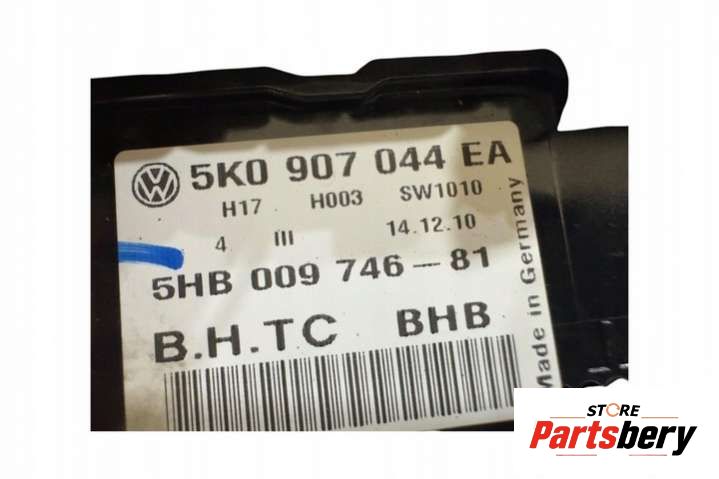 VW 5K0 907 044 EA
H17 H003 SW1010
4 III 14.12.10
5HB 009 746-81
B.H.TC BHB
Made in Germany
STORE
Partsbery